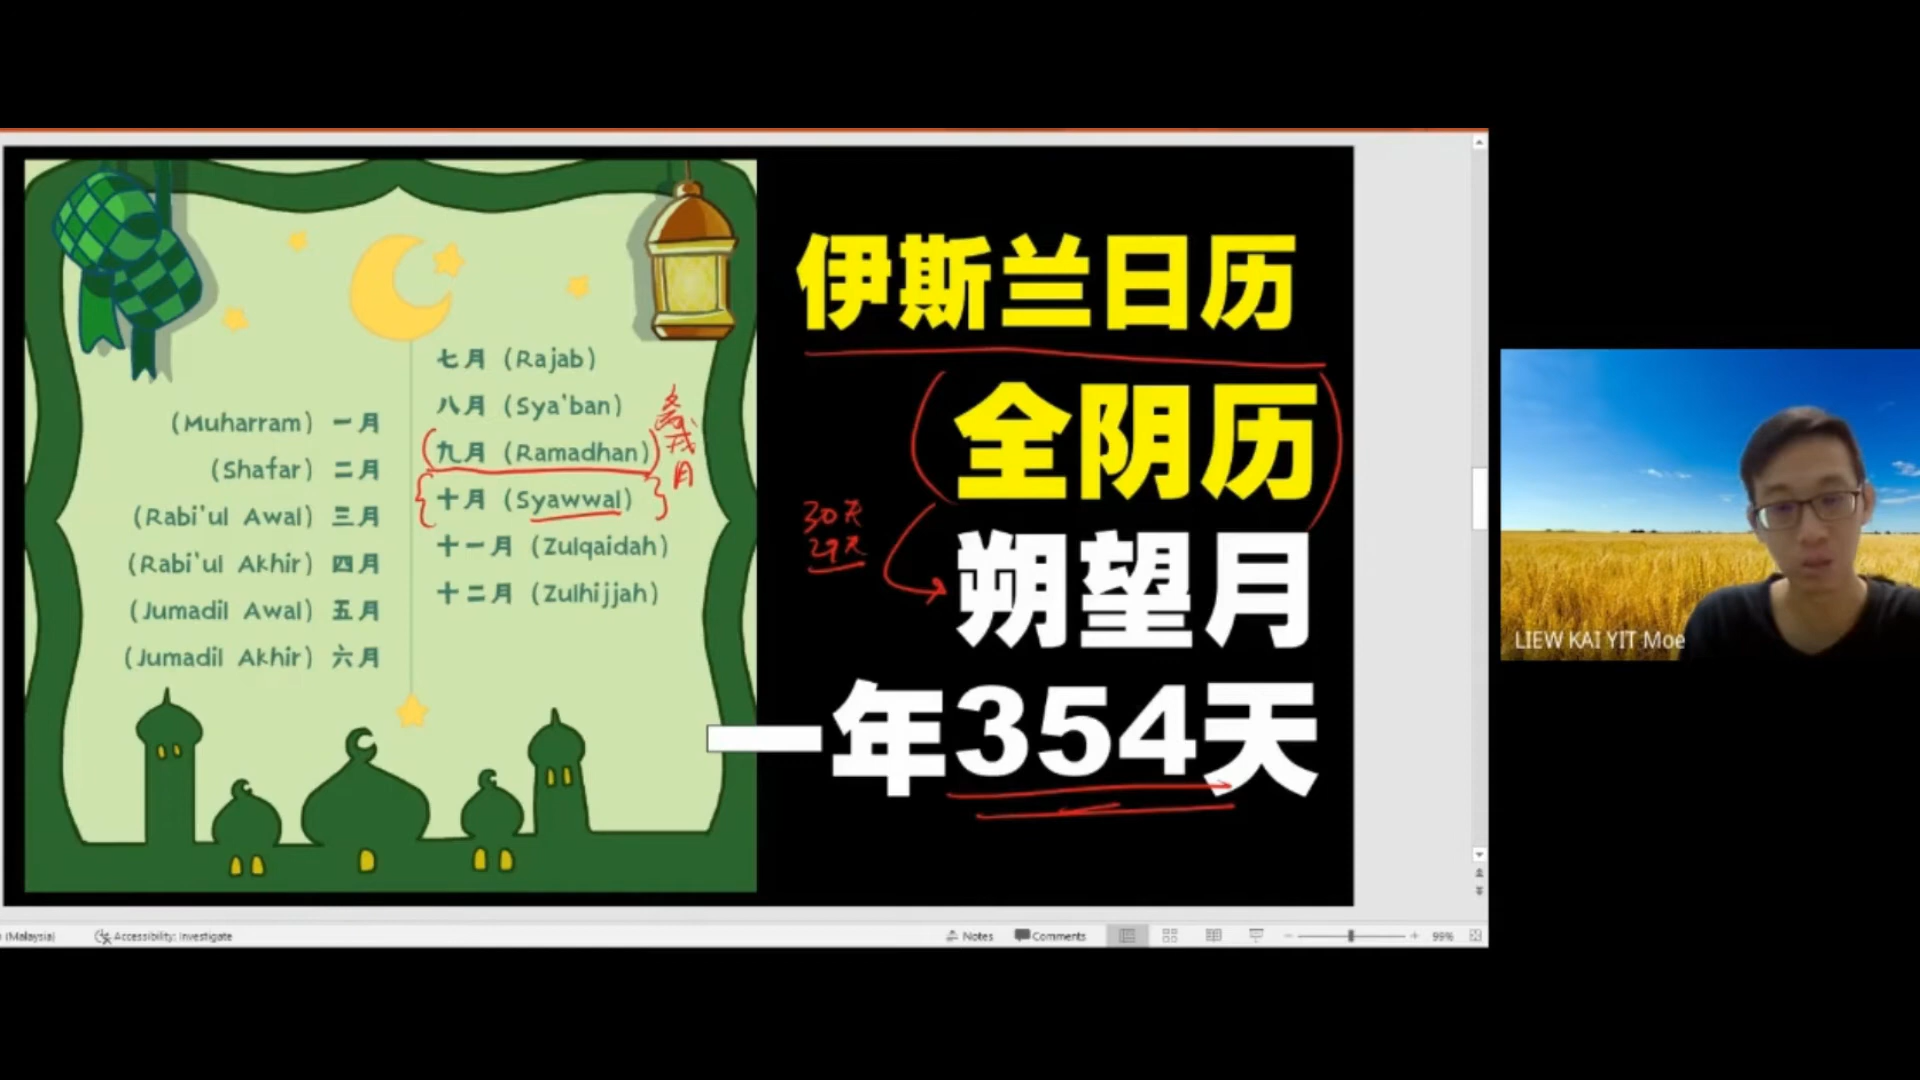 (Muharram) 一月
(Shafar) 二月
(Rabi'ul Awal) 三月
(Rabi'ul Akhir) 四月
(Jumadil Awal) 五月
(Jumadil Akhir) 六月
七月 (Rajab)
八月 (Sya'ban)
九月 (Ramadhan)
十月 (Syawwal)
十一月 (Zulqaidah)
十二月 (Zulhijjah)
斋戒月
伊斯兰日历
全阴历
30天
29天
朔望月
一年354天
LIEW KAI YIT Moe
(Malaysia)
Accessibility: Investigate
Notes
Comments
99%